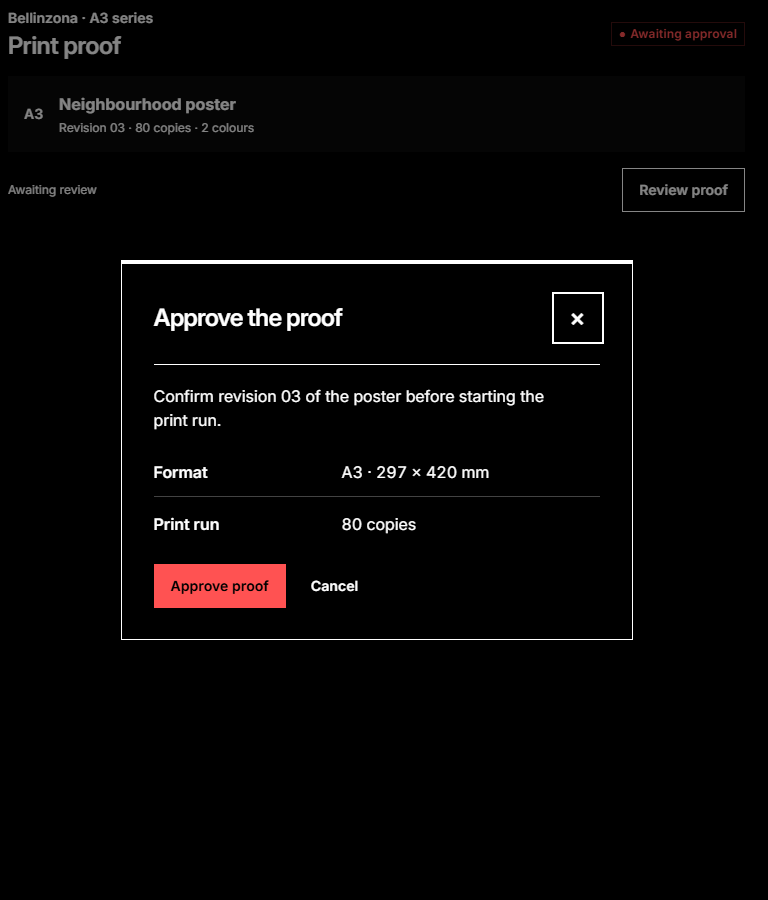 Bellinzona · A3 series
Print proof
● Awaiting approval
A3
Neighbourhood poster
Revision 03 · 80 copies · 2 colours
Awaiting review
Review proof
Approve the proof
×
Confirm revision 03 of the poster before starting the
print run.
Format
A3 · 297 × 420 mm
Print run
80 copies
Approve proof
Cancel